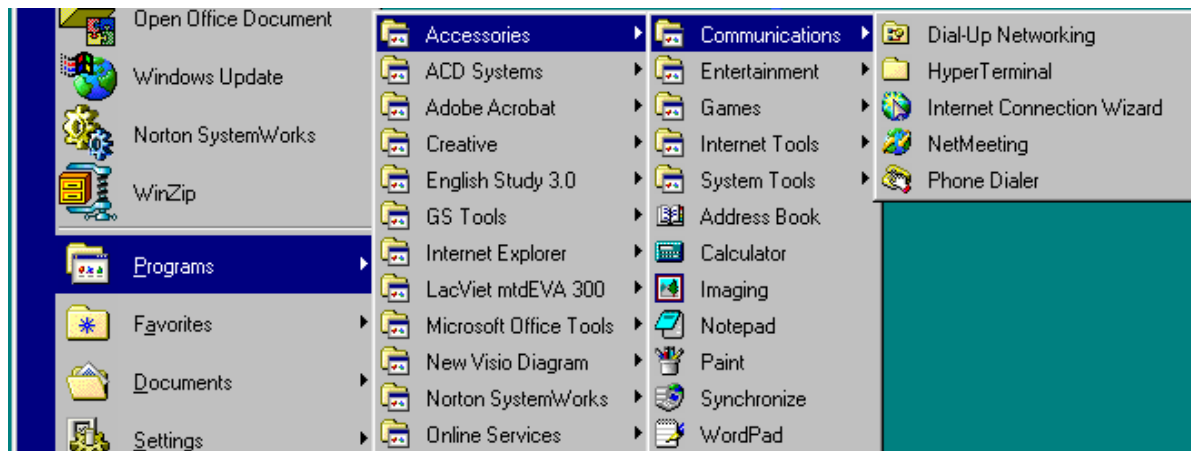 Open Office Document
Windows Update
Norton SystemWorks
WinZip
Programs
Favorites
Documents
Settings
Accessories
ACD Systems
Adobe Acrobat
Creative
English Study 3.0
GS Tools
Internet Explorer
LacViet mtdEVA 300
Microsoft Office Tools
New Visio Diagram
Norton SystemWorks
Online Services
Communications
Entertainment
Games
Internet Tools
System Tools
Address Book
Calculator
Imaging
Notepad
Paint
Synchronize
WordPad
Dial-Up Networking
HyperTerminal
Internet Connection Wizard
NetMeeting
Phone Dialer